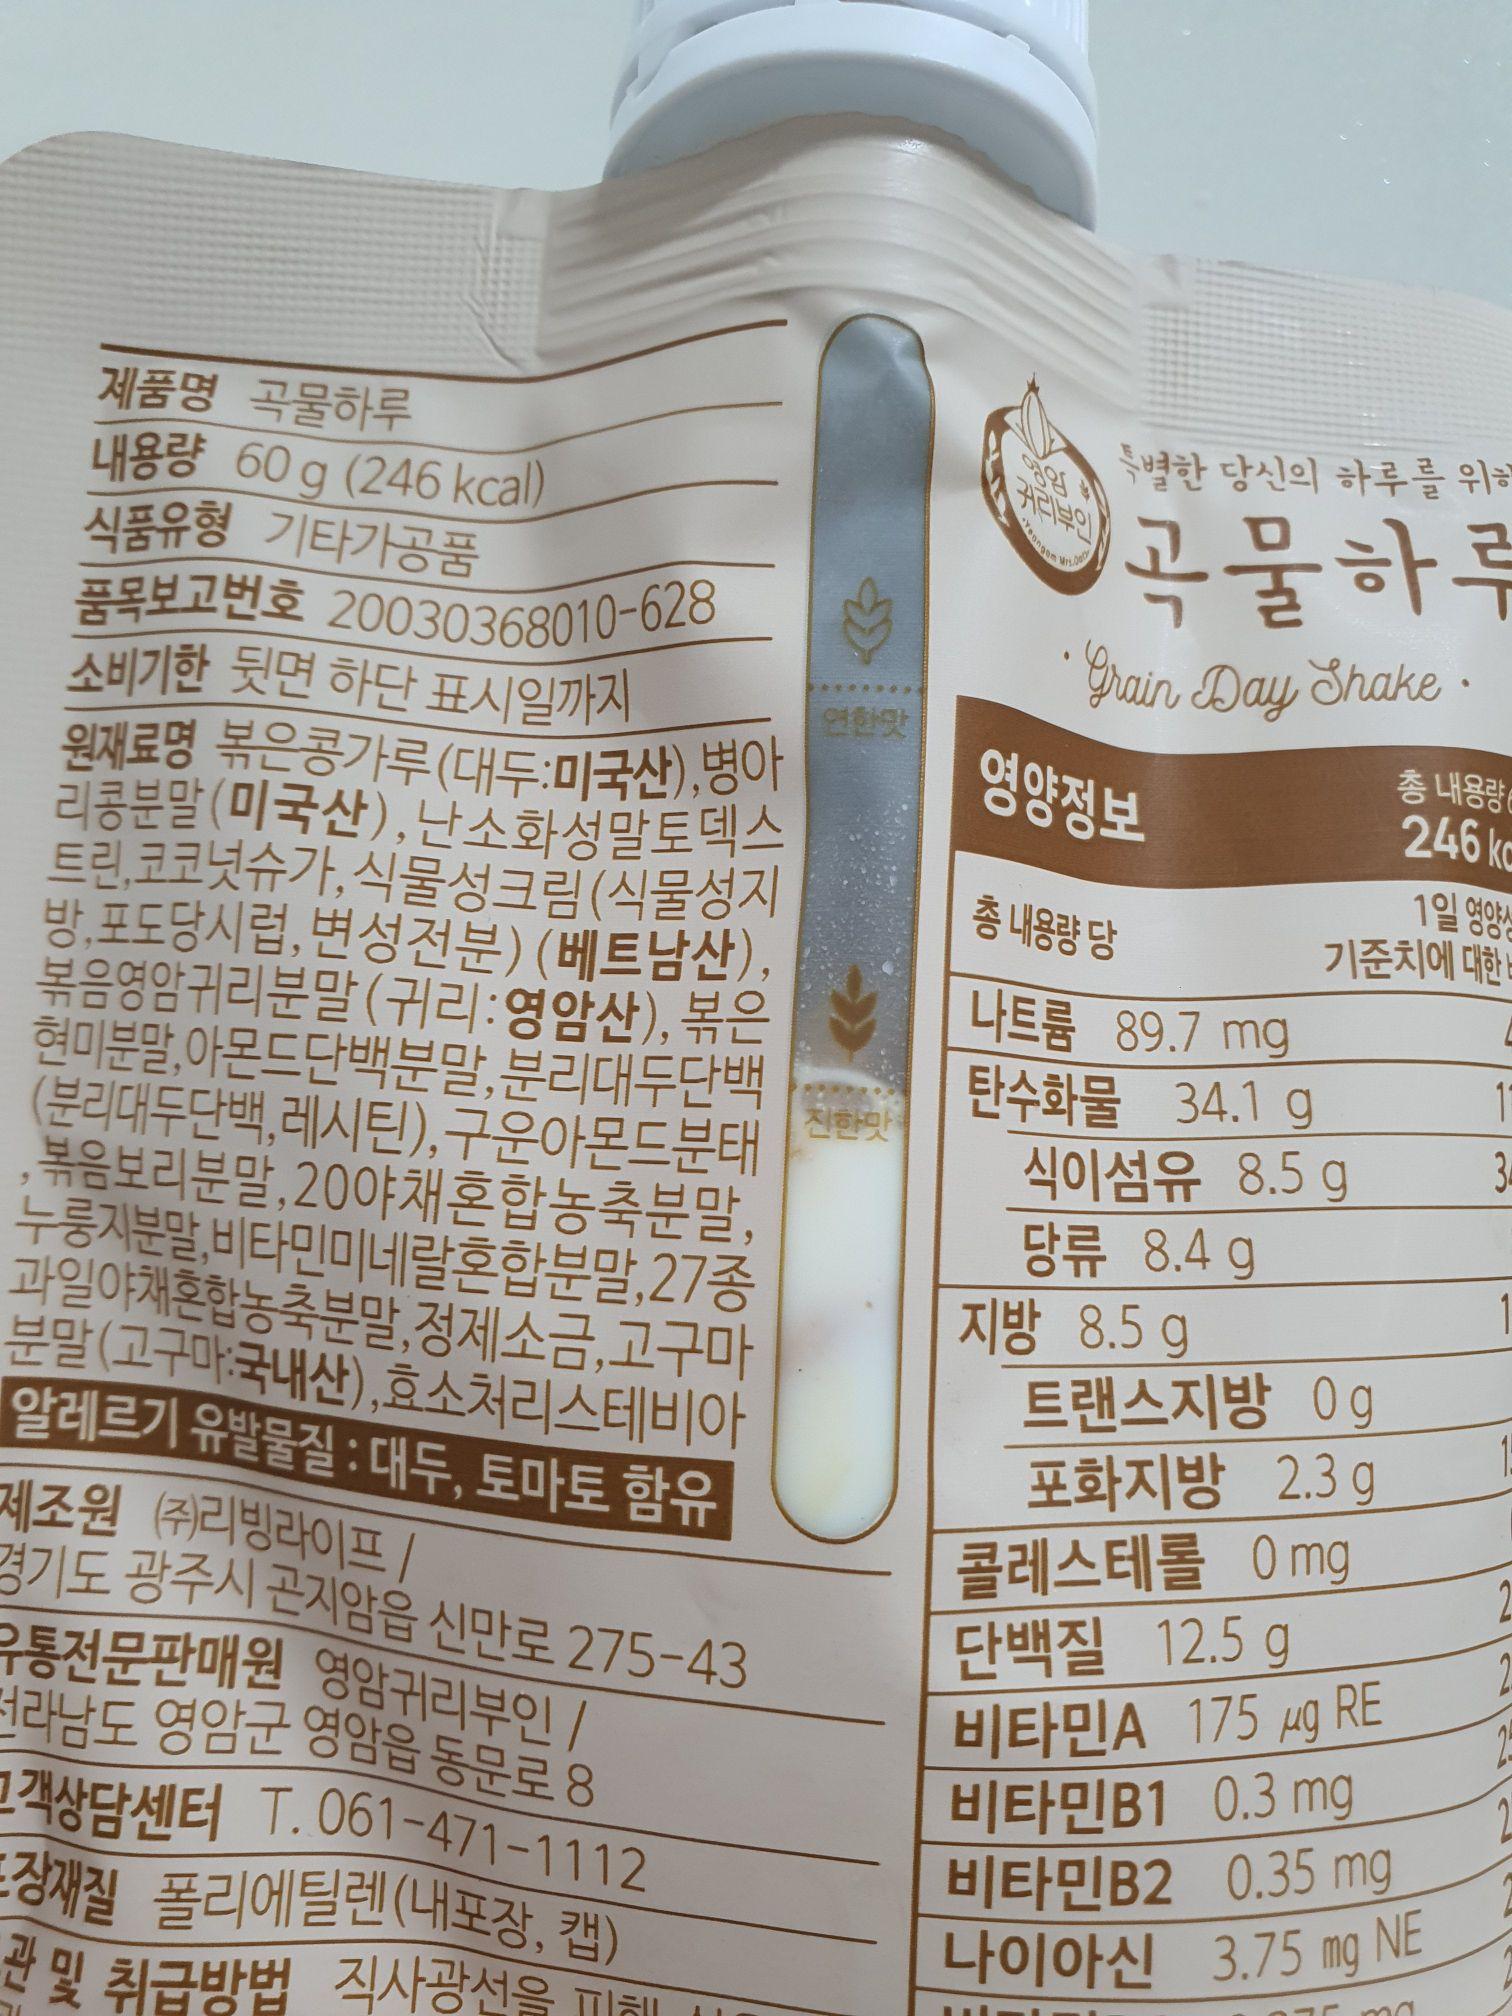 제품명 곡물하루
내용량 60 g (246 kcal)
식품유형 기타가공품
품목보고번호 20030368010-628
소비기한 뒷면 하단 표시일까지
원재료명 볶은콩가루(대두:미국산),병아
리콩분말(미국산),난소화성말토덱스
트린,코코넛슈가,식물성크림(식물성지
방,포도당시럽,변성전분)(베트남산),
볶음영암귀리분말(귀리:영암산),볶은
현미분말,아몬드단백분말,분리대두단백
(분리대두단백,레시틴),구운아몬드분태
,볶음보리분말,20야채혼합농축분말,
누룽지분말,비타민미네랄혼합분말,27종
과일야채혼합농축분말,정제소금,고구마
분말(고구마:국내산),효소처리스테비아
알레르기 유발물질 : 대두, 토마토 함유
제조원 ㈜리빙라이프 /
경기도 광주시 곤지암읍 신만로 275-43
유통전문판매원 영암귀리부인 /
전라남도 영암군 영암읍 동문로 8
고객상담센터 T. 061-471-1112
포장재질 폴리에틸렌(내포장, 캡)
관 및 취급방법 직사광선을 피해
연한맛
진한맛
영암
귀리부인
Yeongam Mrs.Oat
특별한 당신의 하루를 위해
곡물하루
· Grain Day Shake ·
영양정보
총 내용량
246 kc
총 내용량 당
1일 영양성
기준치에 대한
나트륨 89.7 mg
탄수화물 34.1 g
식이섬유 8.5 g
당류 8.4 g
지방 8.5 g
트랜스지방 0 g
포화지방 2.3 g
콜레스테롤 0 mg
단백질 12.5 g
비타민A 175 μg RE
비타민B1 0.3 mg
비타민B2 0.35 mg
나이아신 3.75 mg NE